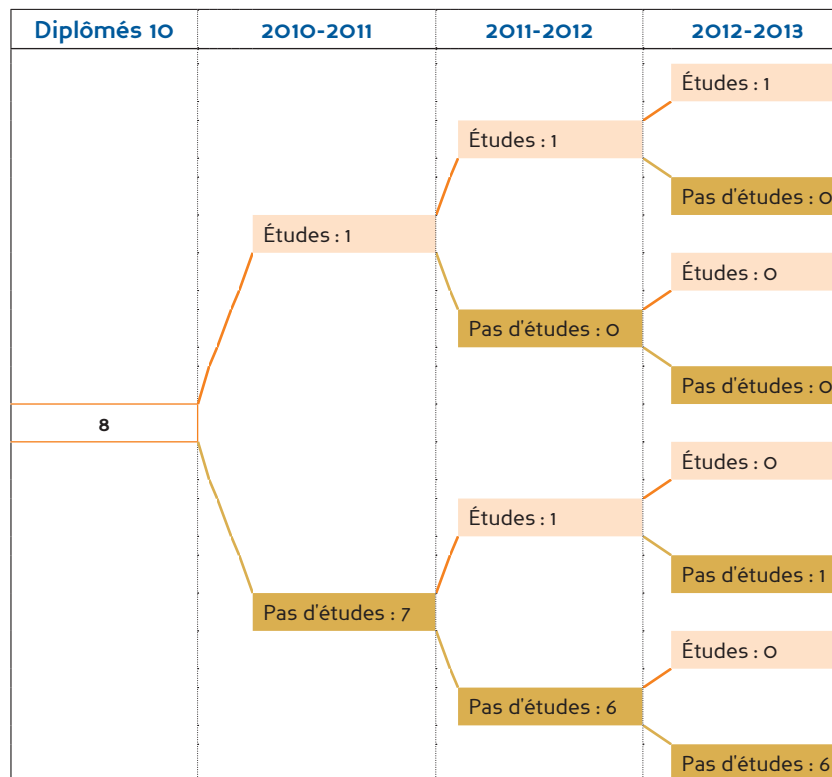 Diplômés 10 2010-2011 2011-2012 2012-2013
Études : 1
Études : 1
Pas d'études : 0
Études : 1
Études : 0
Pas d'études : 0
Pas d'études : 0
8
Études : 0
Études : 1
Pas d'études : 1
Pas d'études : 7
Études : 0
Pas d'études : 6
Pas d'études : 6